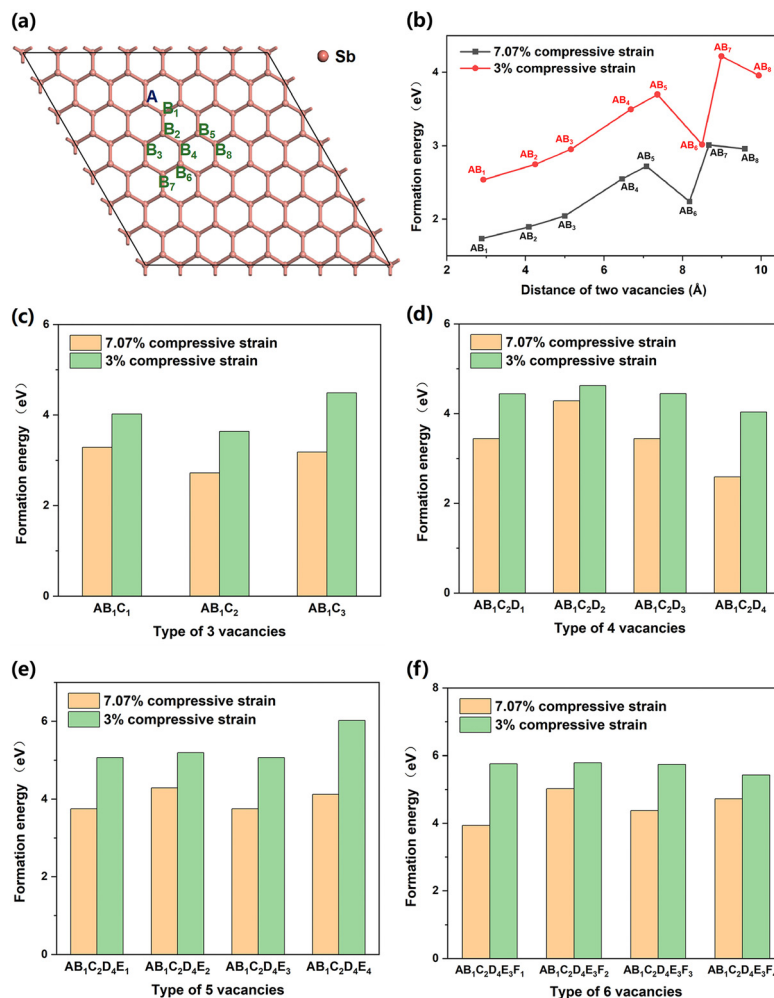 (a)
Sb
A
B1
B2
B5
B3
B4
B8
B6
B7
(b)
7.07% compressive strain
3% compressive strain
Formation energy （eV）
4
3
2
AB1
AB2
AB3
AB4
AB5
AB6
AB7
AB8
AB1
AB2
AB3
AB4
AB5
AB6
AB7
AB8
2
4
6
8
10
Distance of two vacancies (Å)
(c)
7.07% compressive strain
3% compressive strain
Formation energy （eV）
6
4
2
0
AB1C1
AB1C2
AB1C3
Type of 3 vacancies
(d)
7.07% compressive strain
3% compressive strain
Formation energy （eV）
6
4
2
0
AB1C2D1
AB1C2D2
AB1C2D3
AB1C2D4
Type of 4 vacancies
(e)
7.07% compressive strain
3% compressive strain
Formation energy （eV）
6
4
2
0
AB1C2D4E1
AB1C2D4E2
AB1C2D4E3
AB1C2D4E4
Type of 5 vacancies
(f)
7.07% compressive strain
3% compressive strain
Formation energy （eV）
8
6
4
2
0
AB1C2D4E3F1
AB1C2D4E3F2
AB1C2D4E3F3
Type of 6 vacancies